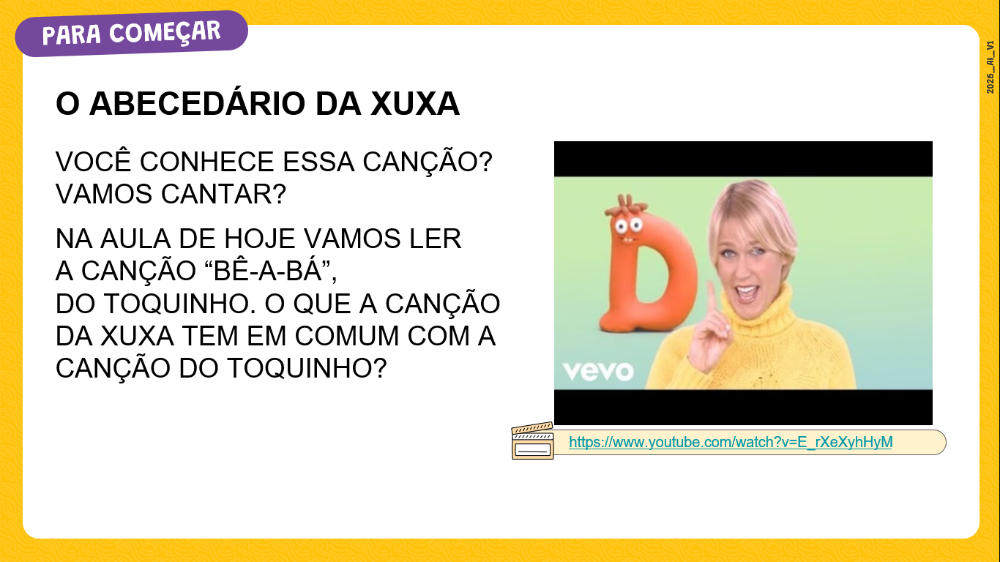 PARA COMEÇAR
2026_AI_V1
O ABECEDÁRIO DA XUXA
VOCÊ CONHECE ESSA CANÇÃO?
VAMOS CANTAR?
NA AULA DE HOJE VAMOS LER
A CANÇÃO “BÊ-A-BÁ”,
DO TOQUINHO. O QUE A CANÇÃO
DA XUXA TEM EM COMUM COM A
CANÇÃO DO TOQUINHO?
D
vevo
https://www.youtube.com/watch?v=E_rXeXyhHyM